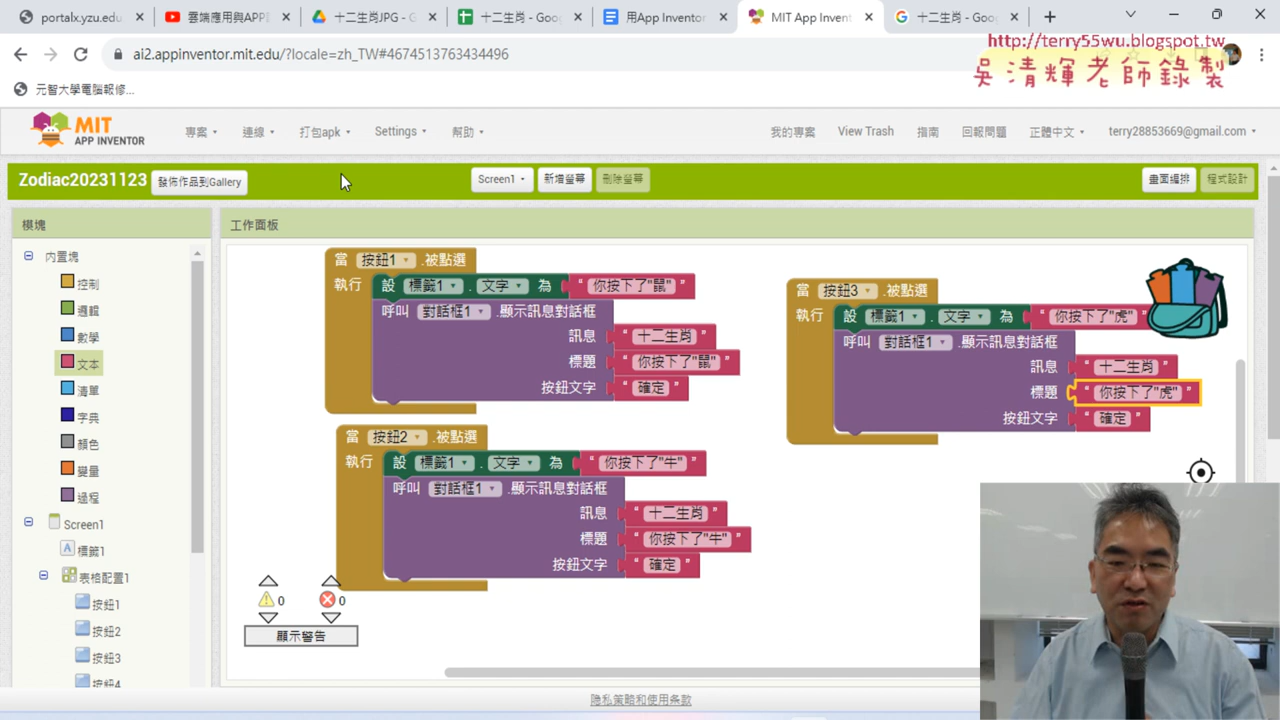 portalx.yzu.edu
雲端應用與APP設
十二生肖JPG - G
十二生肖 - Goog
用App Inventor
MIT App Inventor
十二生肖 - Goo
ai2.appinventor.mit.edu/?locale=zh_TW#4674513763434496
http://terry55wu.blogspot.tw
吳清輝老師錄製
元智大學電腦報修...
MIT
APP INVENTOR
專案
連線
打包apk
Settings
幫助
我的專案
View Trash
指南
回報問題
正體中文
terry28853669@gmail.com
Zodiac20231123
發佈作品到Gallery
Screen1
新增螢幕
刪除螢幕
畫面編排
程式設計
模塊
工作面板
內置塊
控制
邏輯
數學
文本
清單
字典
顏色
變量
過程
Screen1
標籤1
表格配置1
按鈕1
按鈕2
按鈕3
按鈕4
當 按鈕1 .被點選
執行 設 標籤1 . 文字 為 "你按下了"鼠""
呼叫 對話框1 .顯示訊息對話框
訊息 "十二生肖"
標題 "你按下了"鼠""
按鈕文字 "確定"
當 按鈕2 .被點選
執行 設 標籤1 . 文字 為 "你按下了"牛""
呼叫 對話框1 .顯示訊息對話框
訊息 "十二生肖"
標題 "你按下了"牛""
按鈕文字 "確定"
當 按鈕3 .被點選
執行 設 標籤1 . 文字 為 "你按下了"虎""
呼叫 對話框1 .顯示訊息對話框
訊息 "十二生肖"
標題 "你按下了"虎""
按鈕文字 "確定"
0
0
顯示警告
隐私策略和使用条款